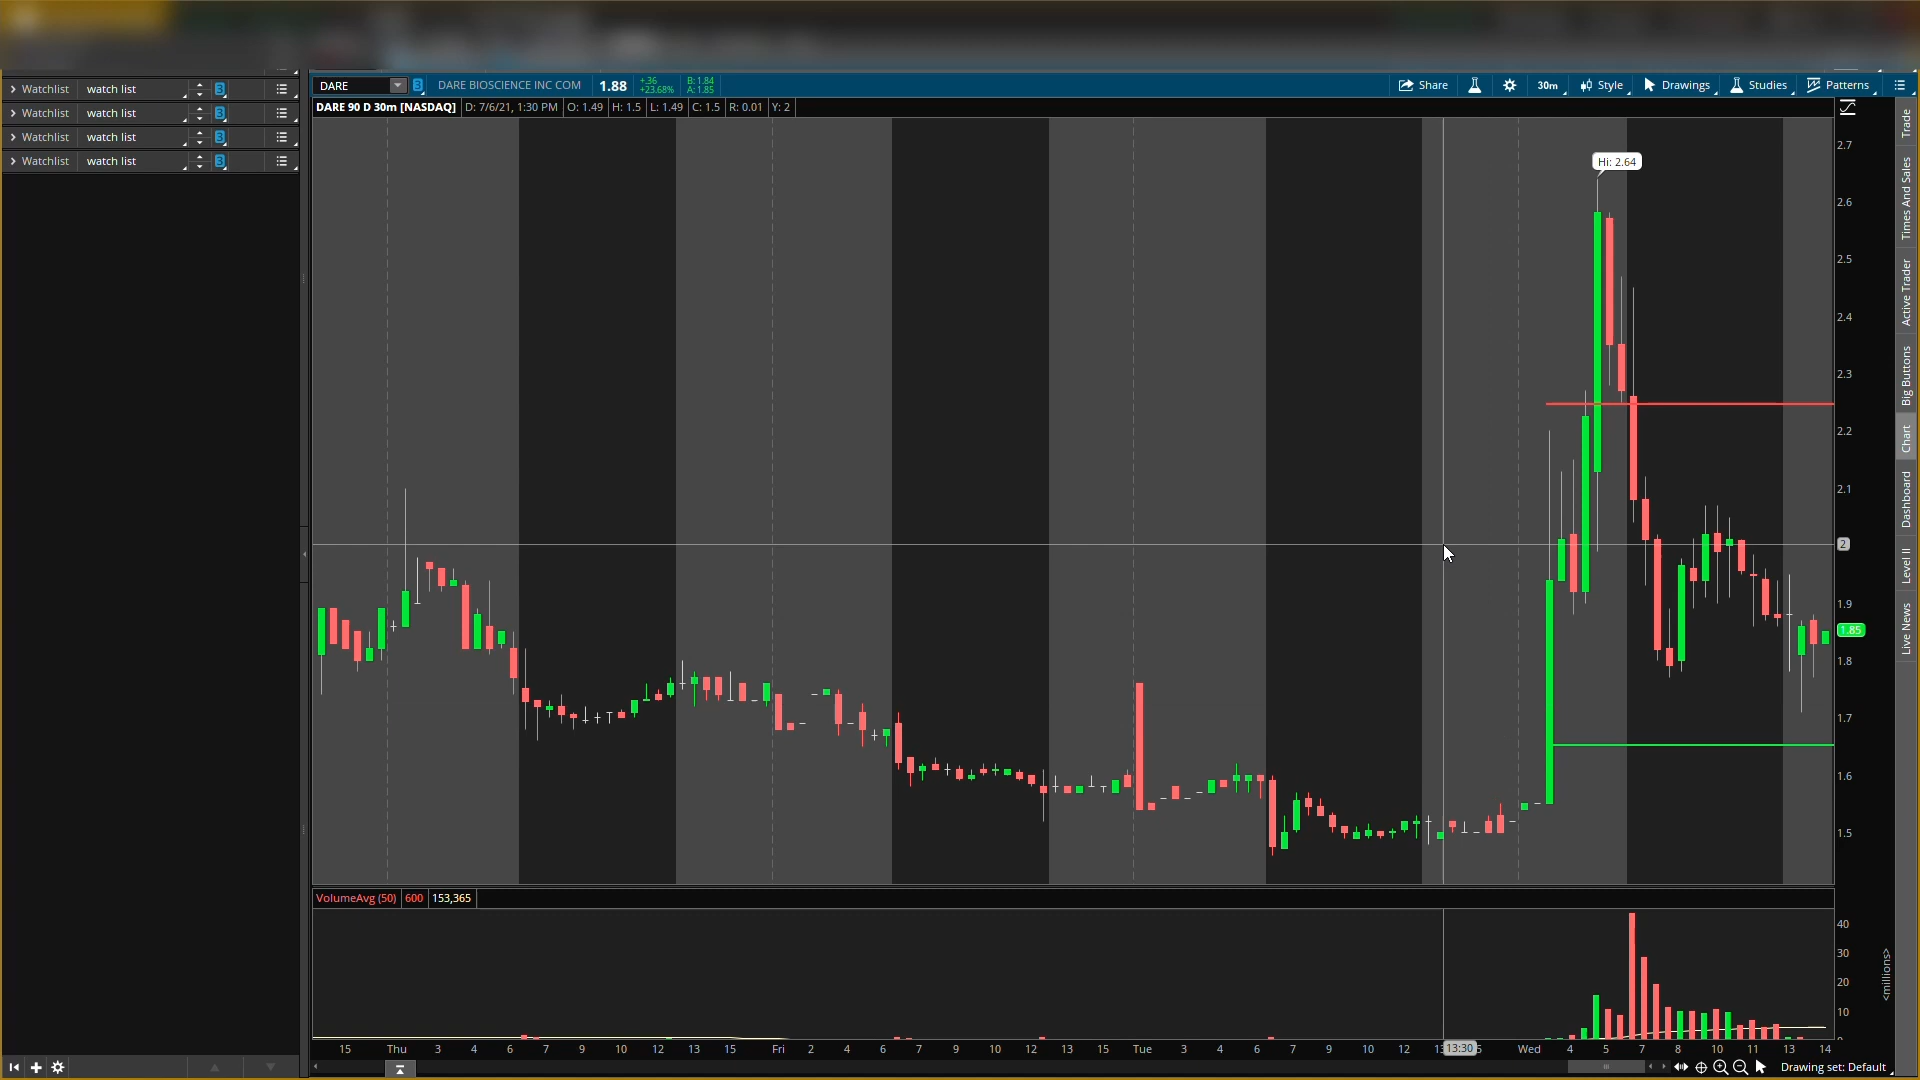 Watchlist watch list 3
Watchlist watch list 3
Watchlist watch list 3
Watchlist watch list 3
DARE 3 DARE BIOSCIENCE INC COM 1.88 +.36 +23.68% B: 1.84 A: 1.85 Share 30m Style Drawings Studies Patterns
DARE 90 D 30m [NASDAQ] D: 7/6/21, 1:30 PM O: 1.49 H: 1.5 L: 1.49 C: 1.5 R: 0.01 Y: 2
Hi: 2.64
2.7
2.6
2.5
2.4
2.3
2.2
2.1
2
1.9
1.85
1.8
1.7
1.6
1.5
VolumeAvg (50) 600 153,365
40
30
20
10
<millions>
15 Thu 3 4 6 7 9 10 12 13 15 Fri 2 4 6 7 9 10 12 13 15 Tue 3 4 6 7 9 10 12 13:30 Wed 4 5 7 8 10 11 13 14
Drawing set: Default
Trade
Times And Sales
Active Trader
Big Buttons
Chart
Dashboard
Level II
Live News